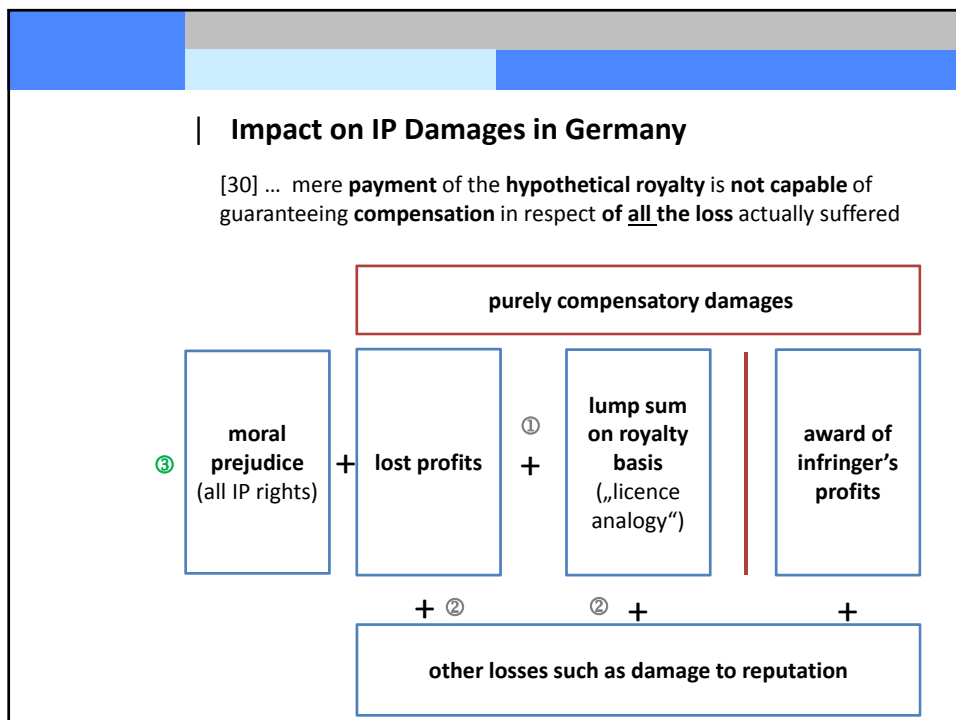 | Impact on IP Damages in Germany
[30] … mere payment of the hypothetical royalty is not capable of
guaranteeing compensation in respect of all the loss actually suffered
purely compensatory damages
③
moral
prejudice
(all IP rights)
+
lost profits
①
+
lump sum
on royalty
basis
(„licence
analogy“)
award of
infringer’s
profits
+ ②
② +
+
other losses such as damage to reputation